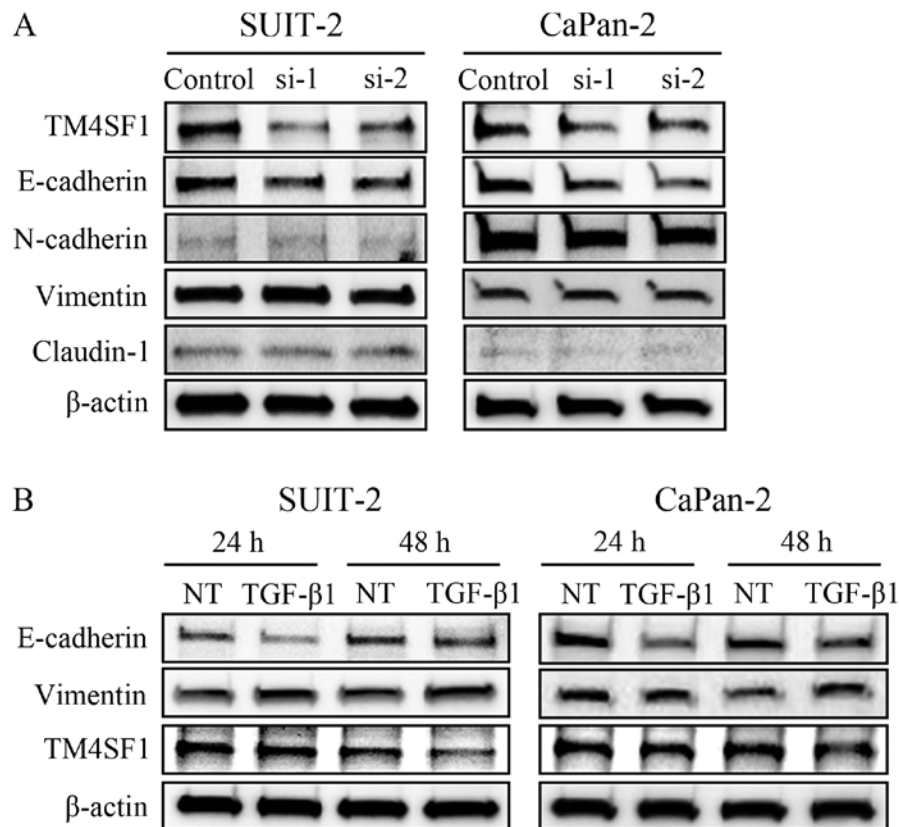 A
SUIT-2 CaPan-2
Control si-1 si-2 Control si-1 si-2
TM4SF1
E-cadherin
N-cadherin
Vimentin
Claudin-1
β-actin
B
SUIT-2 CaPan-2
24 h 48 h 24 h 48 h
NT TGF-β1 NT TGF-β1 NT TGF-β1 NT TGF-β1
E-cadherin
Vimentin
TM4SF1
β-actin